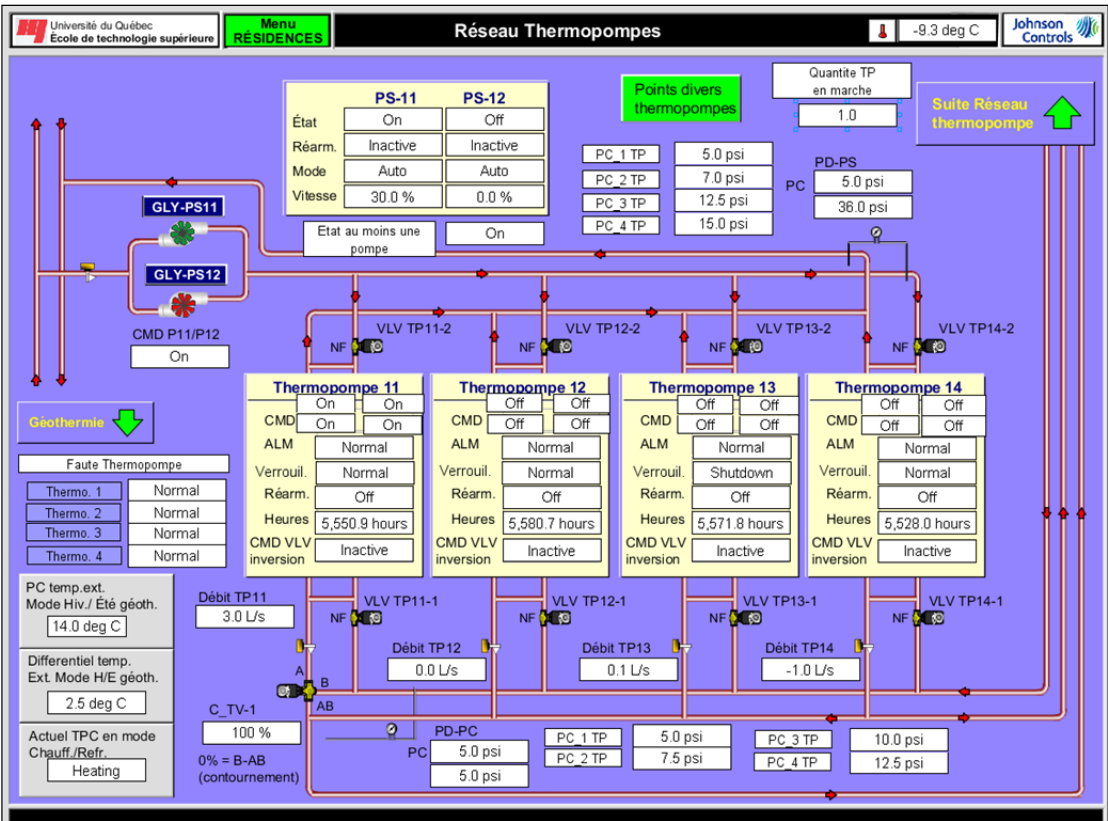 Université du Québec
École de technologie supérieure
Menu
RÉSIDENCES
Réseau Thermopompes
-9.3 deg C
Johnson
Controls
PS-11 PS-12
État On Off
Réarm. Inactive Inactive
Mode Auto Auto
Vitesse 30.0 % 0.0 %
Etat au moins une
pompe
On
Points divers
thermopompes
Quantite TP
en marche
1.0
Suite Réseau
thermopompe
PC_1 TP 5.0 psi
PC_2 TP 7.0 psi
PC_3 TP 12.5 psi
PC_4 TP 15.0 psi
PD-PS
PC 5.0 psi
36.0 psi
GLY-PS11
GLY-PS12
CMD P11/P12
On
VLV TP11-2
NF
VLV TP12-2
NF
VLV TP13-2
NF
VLV TP14-2
NF
Géothermie
Faute Thermopompe
Thermo. 1 Normal
Thermo. 2 Normal
Thermo. 3 Normal
Thermo. 4 Normal
Thermopompe 11
On On
CMD On On
ALM Normal
Verrouil. Normal
Réarm. Off
Heures 5,550.9 hours
CMD VLV
inversion Inactive
Thermopompe 12
Off Off
CMD Off Off
ALM Normal
Verrouil. Normal
Réarm. Off
Heures 5,580.7 hours
CMD VLV
inversion Inactive
Thermopompe 13
Off Off
CMD Off Off
ALM Normal
Verrouil. Shutdown
Réarm. Off
Heures 5,571.8 hours
CMD VLV
inversion Inactive
Thermopompe 14
Off Off
CMD Off Off
ALM Normal
Verrouil. Normal
Réarm. Off
Heures 5,528.0 hours
CMD VLV
inversion Inactive
PC temp.ext.
Mode Hiv./ Été géoth.
14.0 deg C
Differentiel temp.
Ext. Mode H/E géoth.
2.5 deg C
Actuel TPC en mode
Chauff./Refr.
Heating
Débit TP11
3.0 L/s
VLV TP11-1
NF
Débit TP12
0.0 L/s
VLV TP12-1
NF
Débit TP13
0.1 L/s
VLV TP13-1
NF
Débit TP14
-1.0 L/s
VLV TP14-1
NF
A
B
AB
C_TV-1
100 %
0% = B-AB
(contournement)
PD-PC
PC 5.0 psi
5.0 psi
PC_1 TP 5.0 psi
PC_2 TP 7.5 psi
PC_3 TP 10.0 psi
PC_4 TP 12.5 psi